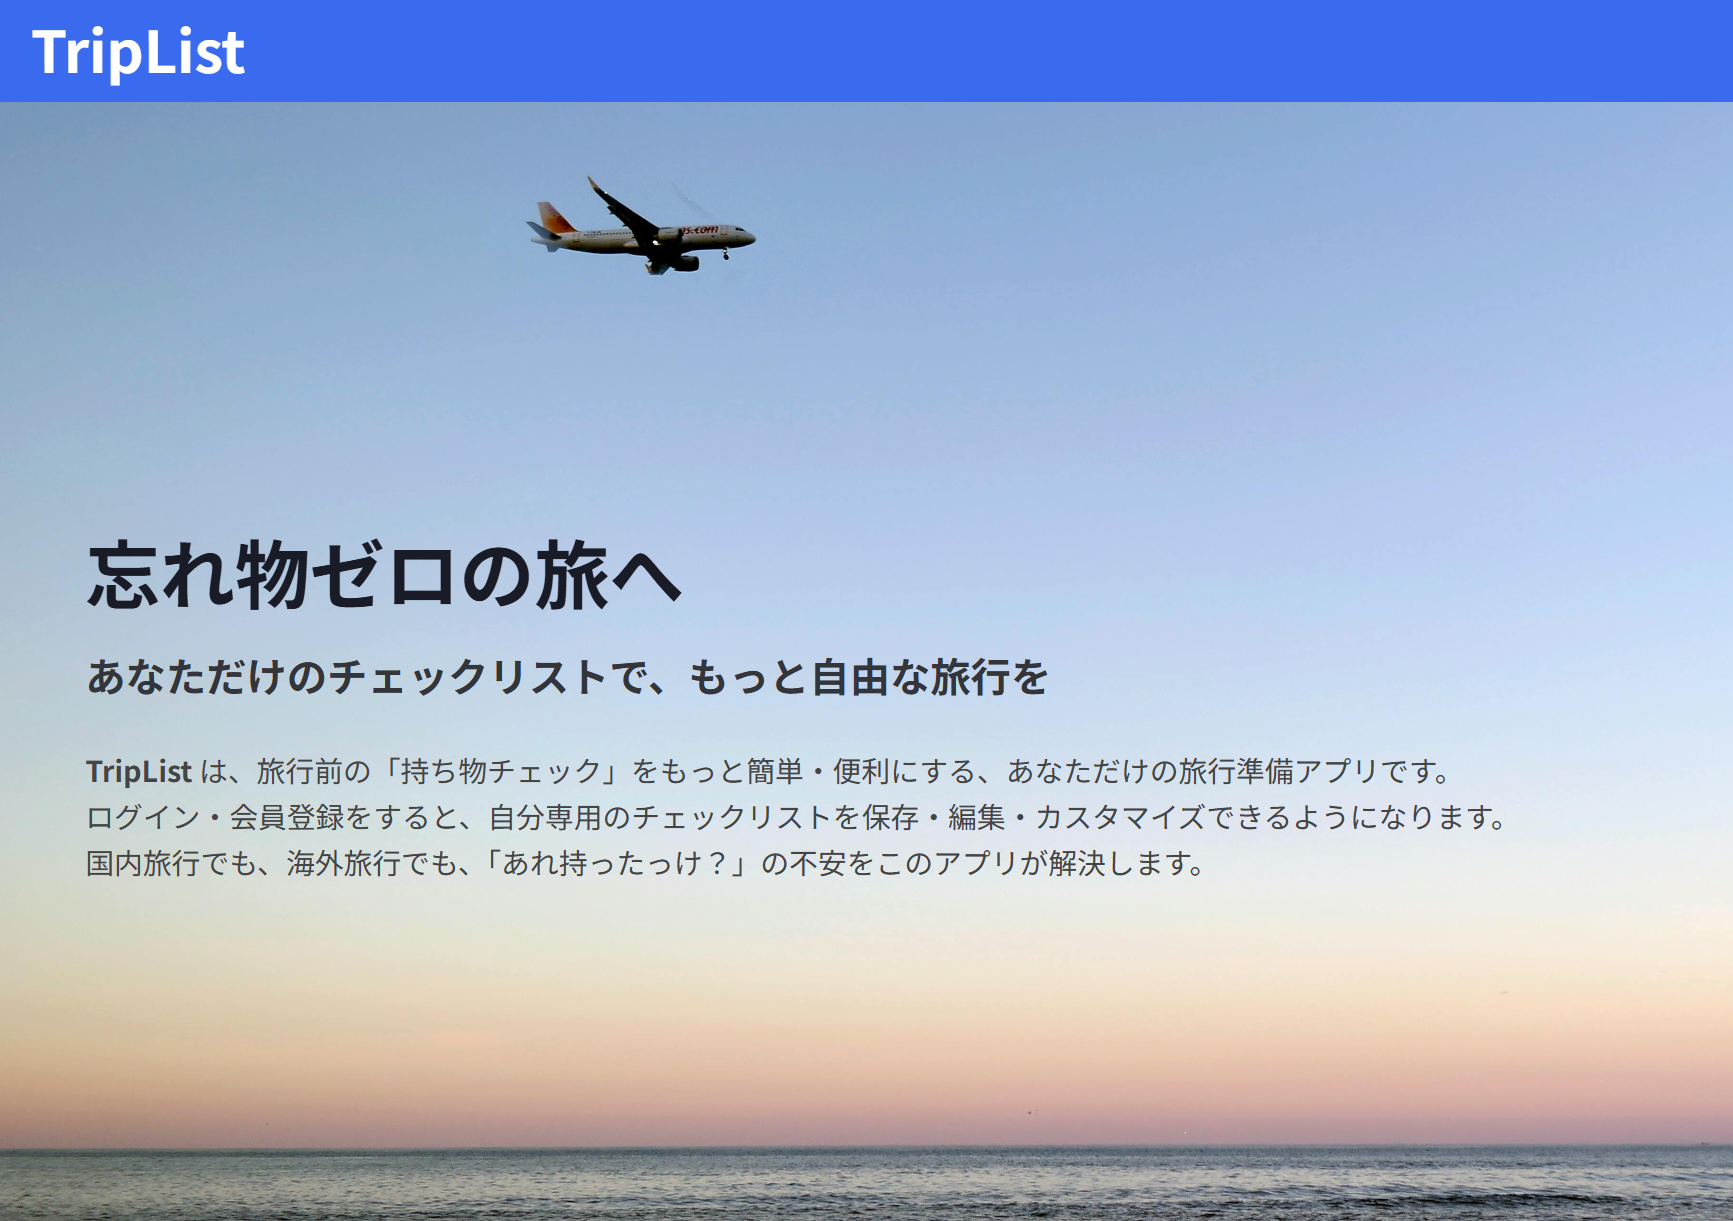 TripList
忘れ物ゼロの旅へ
あなただけのチェックリストで、もっと自由な旅行を
TripList は、旅行前の「持ち物チェック」をもっと簡単・便利にする、あなただけの旅行準備アプリです。
ログイン・会員登録をすると、自分専用のチェックリストを保存・編集・カスタマイズできるようになります。
国内旅行でも、海外旅行でも、「あれ持ったっけ？」の不安をこのアプリが解決します。